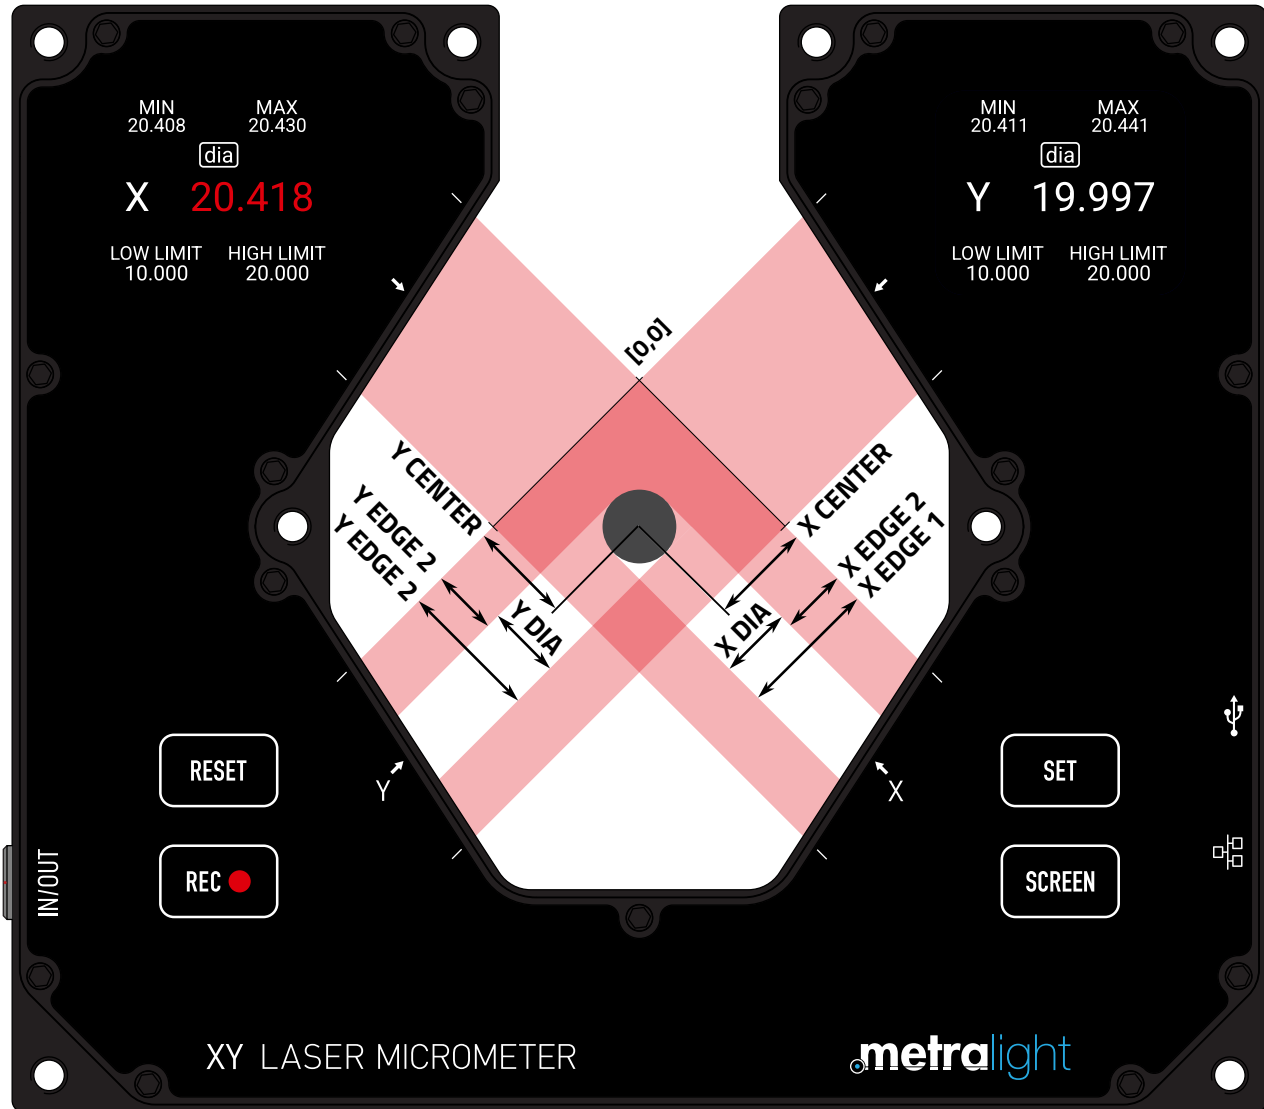 MIN MAX
20.408 20.430
dia
X 20.418
LOW LIMIT HIGH LIMIT
10.000 20.000
MIN MAX
20.411 20.441
dia
Y 19.997
LOW LIMIT HIGH LIMIT
10.000 20.000
[0,0]
Y CENTER
Y EDGE 2
Y EDGE 2
Y DIA
X CENTER
X EDGE 2
X EDGE 1
X DIA
Y
X
RESET
REC
SET
SCREEN
IN/OUT
XY LASER MICROMETER
metralight